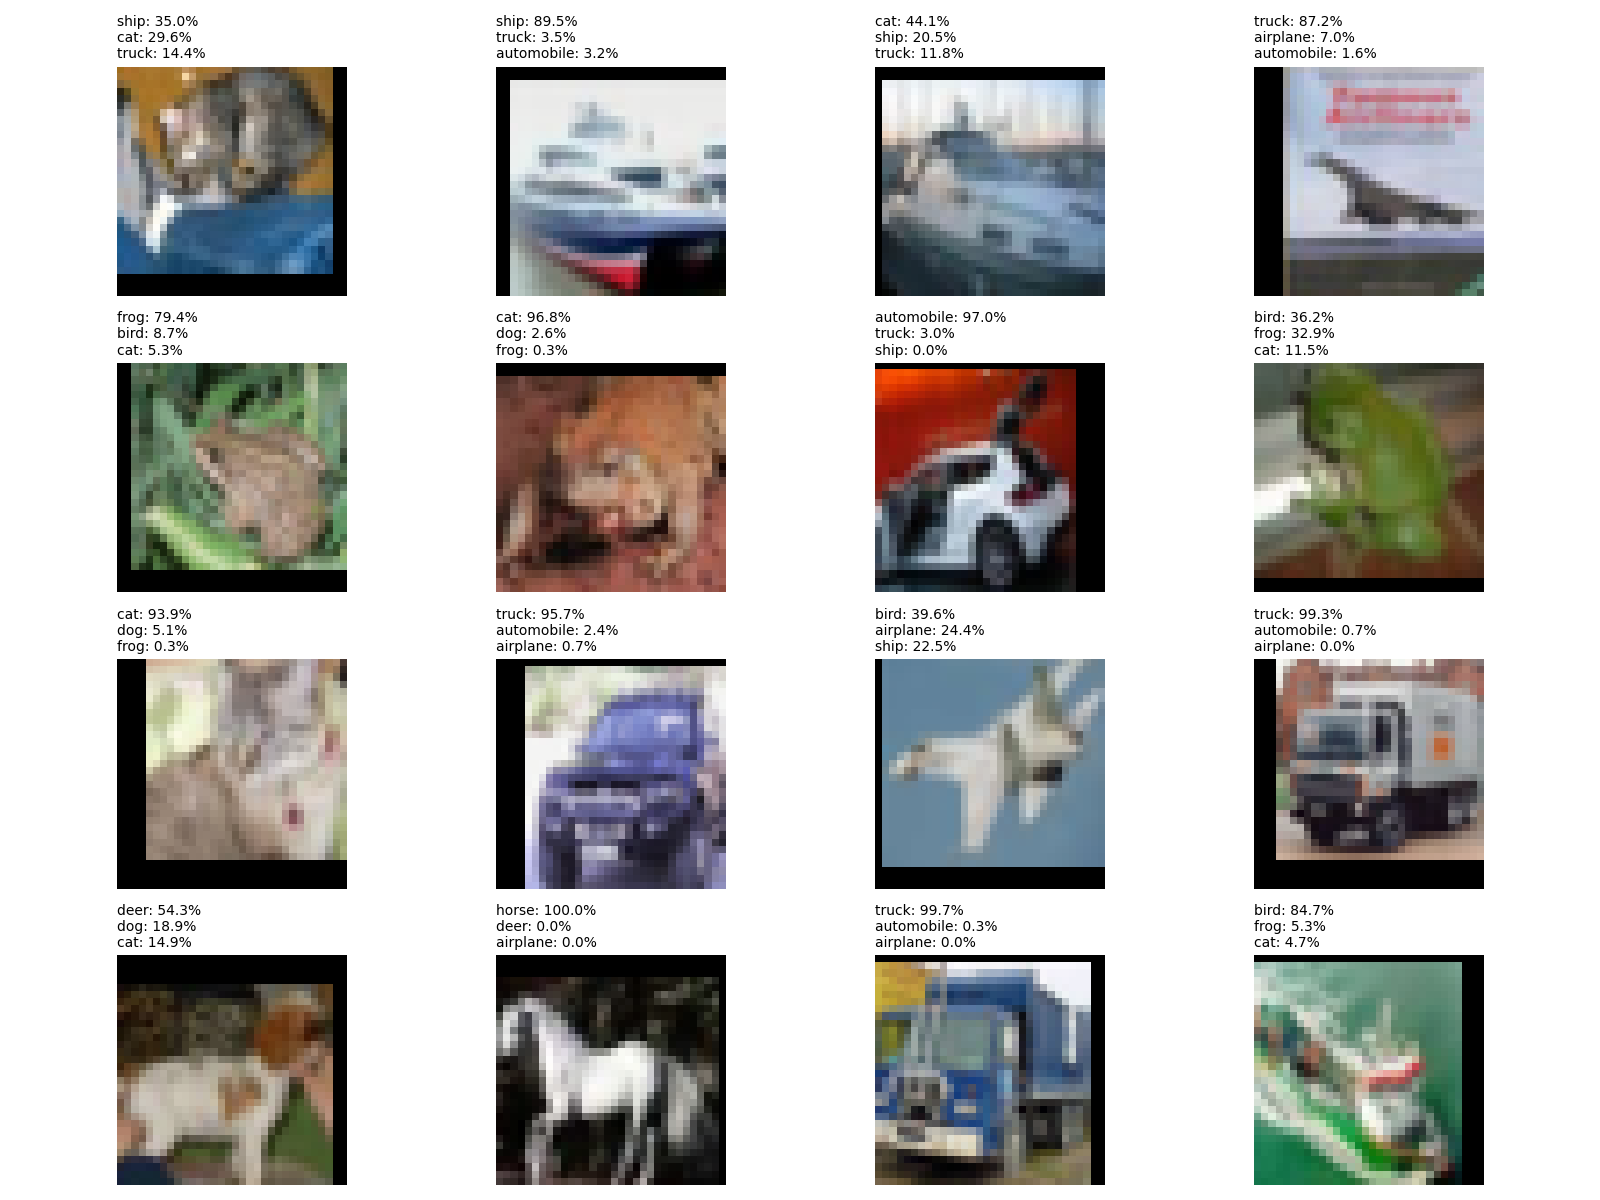 ship: 35.0%
cat: 29.6%
truck: 14.4%
ship: 89.5%
truck: 3.5%
automobile: 3.2%
cat: 44.1%
ship: 20.5%
truck: 11.8%
truck: 87.2%
airplane: 7.0%
automobile: 1.6%
frog: 79.4%
bird: 8.7%
cat: 5.3%
cat: 96.8%
dog: 2.6%
frog: 0.3%
automobile: 97.0%
truck: 3.0%
ship: 0.0%
bird: 36.2%
frog: 32.9%
cat: 11.5%
cat: 93.9%
dog: 5.1%
frog: 0.3%
truck: 95.7%
automobile: 2.4%
airplane: 0.7%
bird: 39.6%
airplane: 24.4%
ship: 22.5%
truck: 99.3%
automobile: 0.7%
airplane: 0.0%
deer: 54.3%
dog: 18.9%
cat: 14.9%
horse: 100.0%
deer: 0.0%
airplane: 0.0%
truck: 99.7%
automobile: 0.3%
airplane: 0.0%
bird: 84.7%
frog: 5.3%
cat: 4.7%